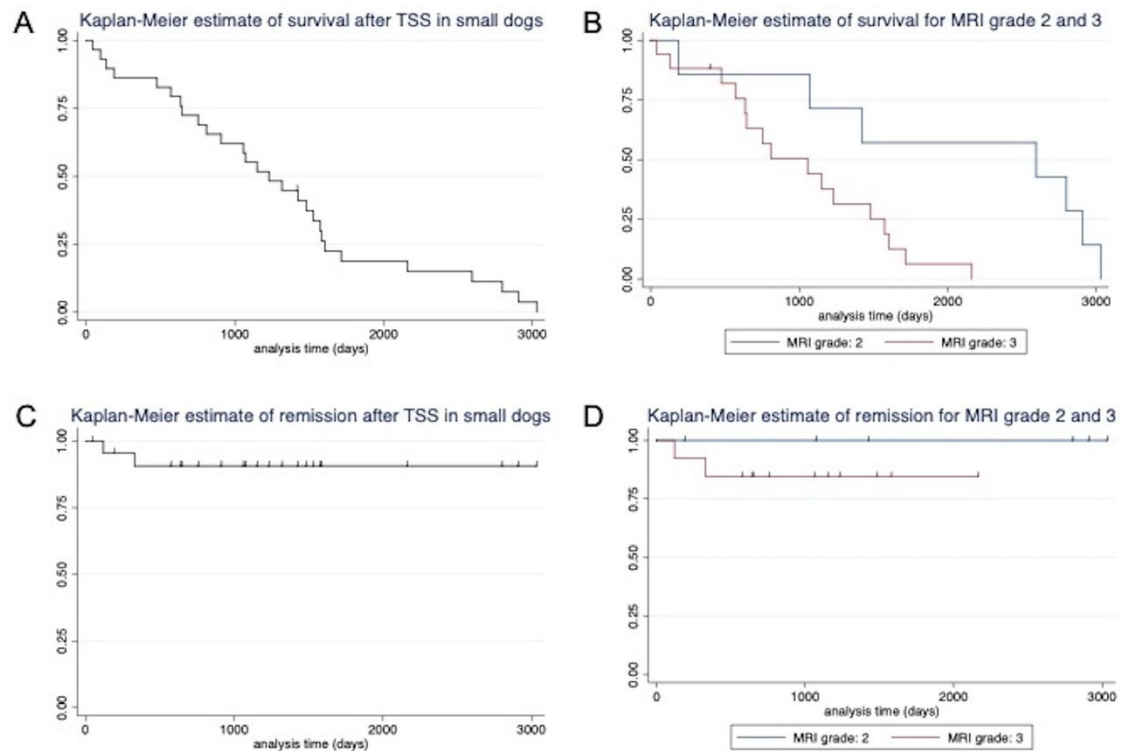 A
Kaplan-Meier estimate of survival after TSS in small dogs
1.00
0.75
0.50
0.25
0.00
0 1000 2000 3000
analysis time (days)
B
Kaplan-Meier estimate of survival for MRI grade 2 and 3
1.00
0.75
0.50
0.25
0.00
0 1000 2000 3000
analysis time (days)
MRI grade: 2 MRI grade: 3
C
Kaplan-Meier estimate of remission after TSS in small dogs
1.00
0.75
0.50
0.25
0.00
0 1000 2000 3000
analysis time (days)
D
Kaplan-Meier estimate of remission for MRI grade 2 and 3
1.00
0.75
0.50
0.25
0.00
0 1000 2000 3000
analysis time (days)
MRI grade: 2 MRI grade: 3